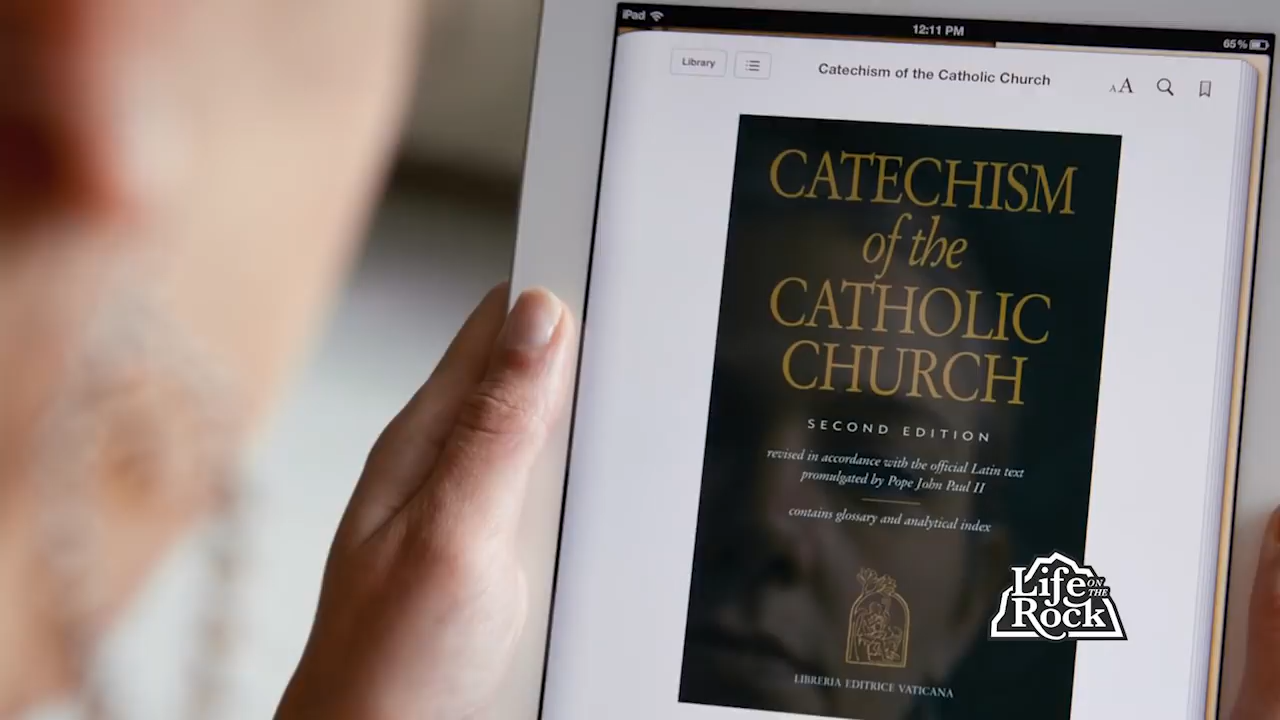 iPad 12:11 PM 65%
Library Catechism of the Catholic Church AA
CATECHISM
of the
CATHOLIC
CHURCH
SECOND EDITION
revised in accordance with the official Latin text
promulgated by Pope John Paul II
contains glossary and analytical index
LIBRERIA EDITRICE VATICANA
Life ON
THE
Rock